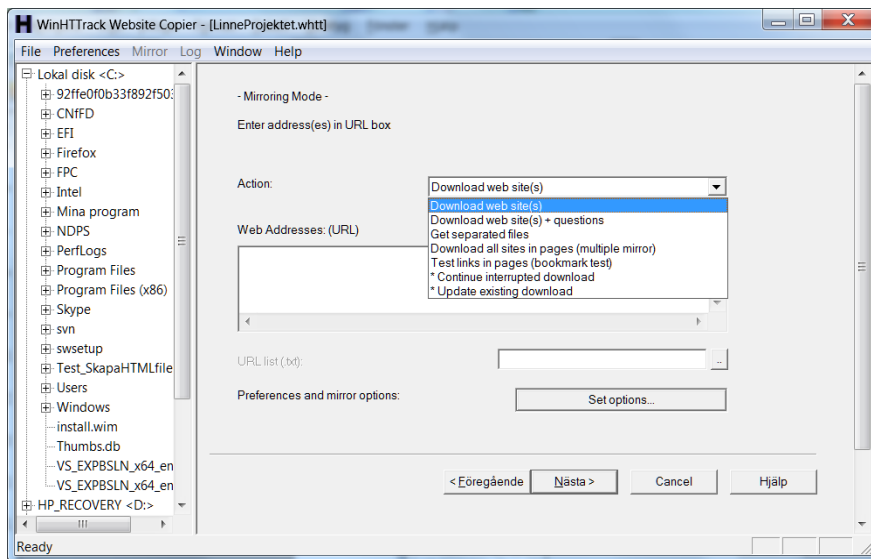 WinHTTrack Website Copier - [LinneProjektet.whtt]
File Preferences Mirror Log Window Help
Lokal disk <C:>
92ffe0f0b33f892f503
CNfFD
EFI
Firefox
FPC
Intel
Mina program
NDPS
PerfLogs
Program Files
Program Files (x86)
Skype
svn
swsetup
Test_SkapaHTMLfile
Users
Windows
install.wim
Thumbs.db
VS_EXPBSLN_x64_en
VS_EXPBSLN_x64_en
HP_RECOVERY <D:>
- Mirroring Mode -
Enter address(es) in URL box
Action:
Download web site(s)
Download web site(s)
Download web site(s) + questions
Get separated files
Download all sites in pages (multiple mirror)
Test links in pages (bookmark test)
* Continue interrupted download
* Update existing download
Web Addresses: (URL)
URL list (.txt):
..
Preferences and mirror options:
Set options...
< Föregående
Nästa >
Cancel
Hjälp
Ready